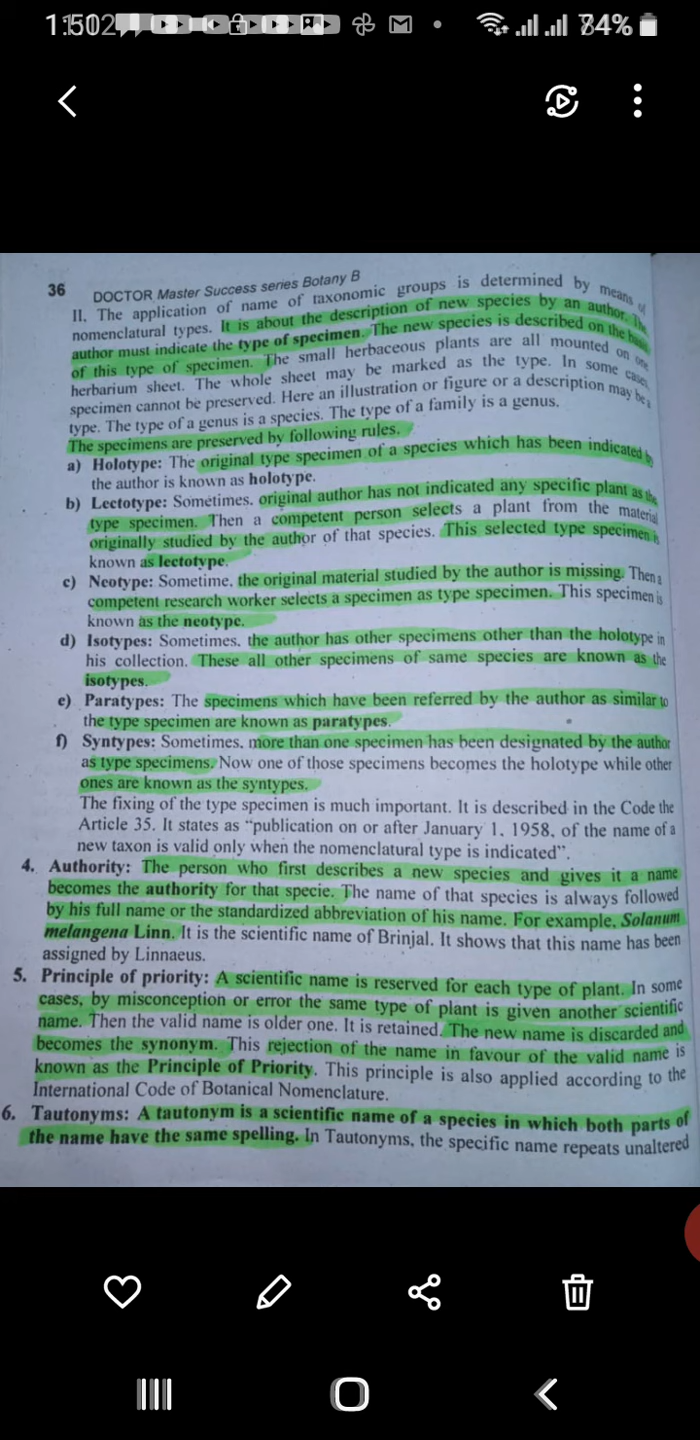 74%
36 DOCTOR Master Success series Botany B
II. The application of name of taxonomic groups is determined by means of
nomenclatural types. It is about the description of new species by an author. The
author must indicate the type of specimen. The new species is described on the basis
of this type of specimen. The small herbaceous plants are all mounted on one
herbarium sheet. The whole sheet may be marked as the type. In some cases,
specimen cannot be preserved. Here an illustration or figure or a description may be a
type. The type of a genus is a species. The type of a family is a genus.
The specimens are preserved by following rules.
a) Holotype: The original type specimen of a species which has been indicated by
the author is known as holotype.
b) Lectotype: Sometimes, original author has not indicated any specific plant as the
type specimen. Then a competent person selects a plant from the material
originally studied by the author of that species. This selected type specimen is
known as lectotype.
c) Neotype: Sometime, the original material studied by the author is missing. Then a
competent research worker selects a specimen as type specimen. This specimen is
known as the neotype.
d) Isotypes: Sometimes, the author has other specimens other than the holotype in
his collection. These all other specimens of same species are known as the
isotypes.
e) Paratypes: The specimens which have been referred by the author as similar to
the type specimen are known as paratypes.
f) Syntypes: Sometimes, more than one specimen has been designated by the author
as type specimens. Now one of those specimens becomes the holotype while other
ones are known as the syntypes.
The fixing of the type specimen is much important. It is described in the Code the
Article 35. It states as “publication on or after January 1, 1958, of the name of a
new taxon is valid only when the nomenclatural type is indicated”.
4. Authority: The person who first describes a new species and gives it a name
becomes the authority for that specie. The name of that species is always followed
by his full name or the standardized abbreviation of his name. For example, Solanum
melangena Linn. It is the scientific name of Brinjal. It shows that this name has been
assigned by Linnaeus.
5. Principle of priority: A scientific name is reserved for each type of plant. In some
cases, by misconception or error the same type of plant is given another scientific
name. Then the valid name is older one. It is retained. The new name is discarded and
becomes the synonym. This rejection of the name in favour of the valid name is
known as the Principle of Priority. This principle is also applied according to the
International Code of Botanical Nomenclature.
6. Tautonyms: A tautonym is a scientific name of a species in which both parts of
the name have the same spelling. In Tautonyms, the specific name repeats unaltered